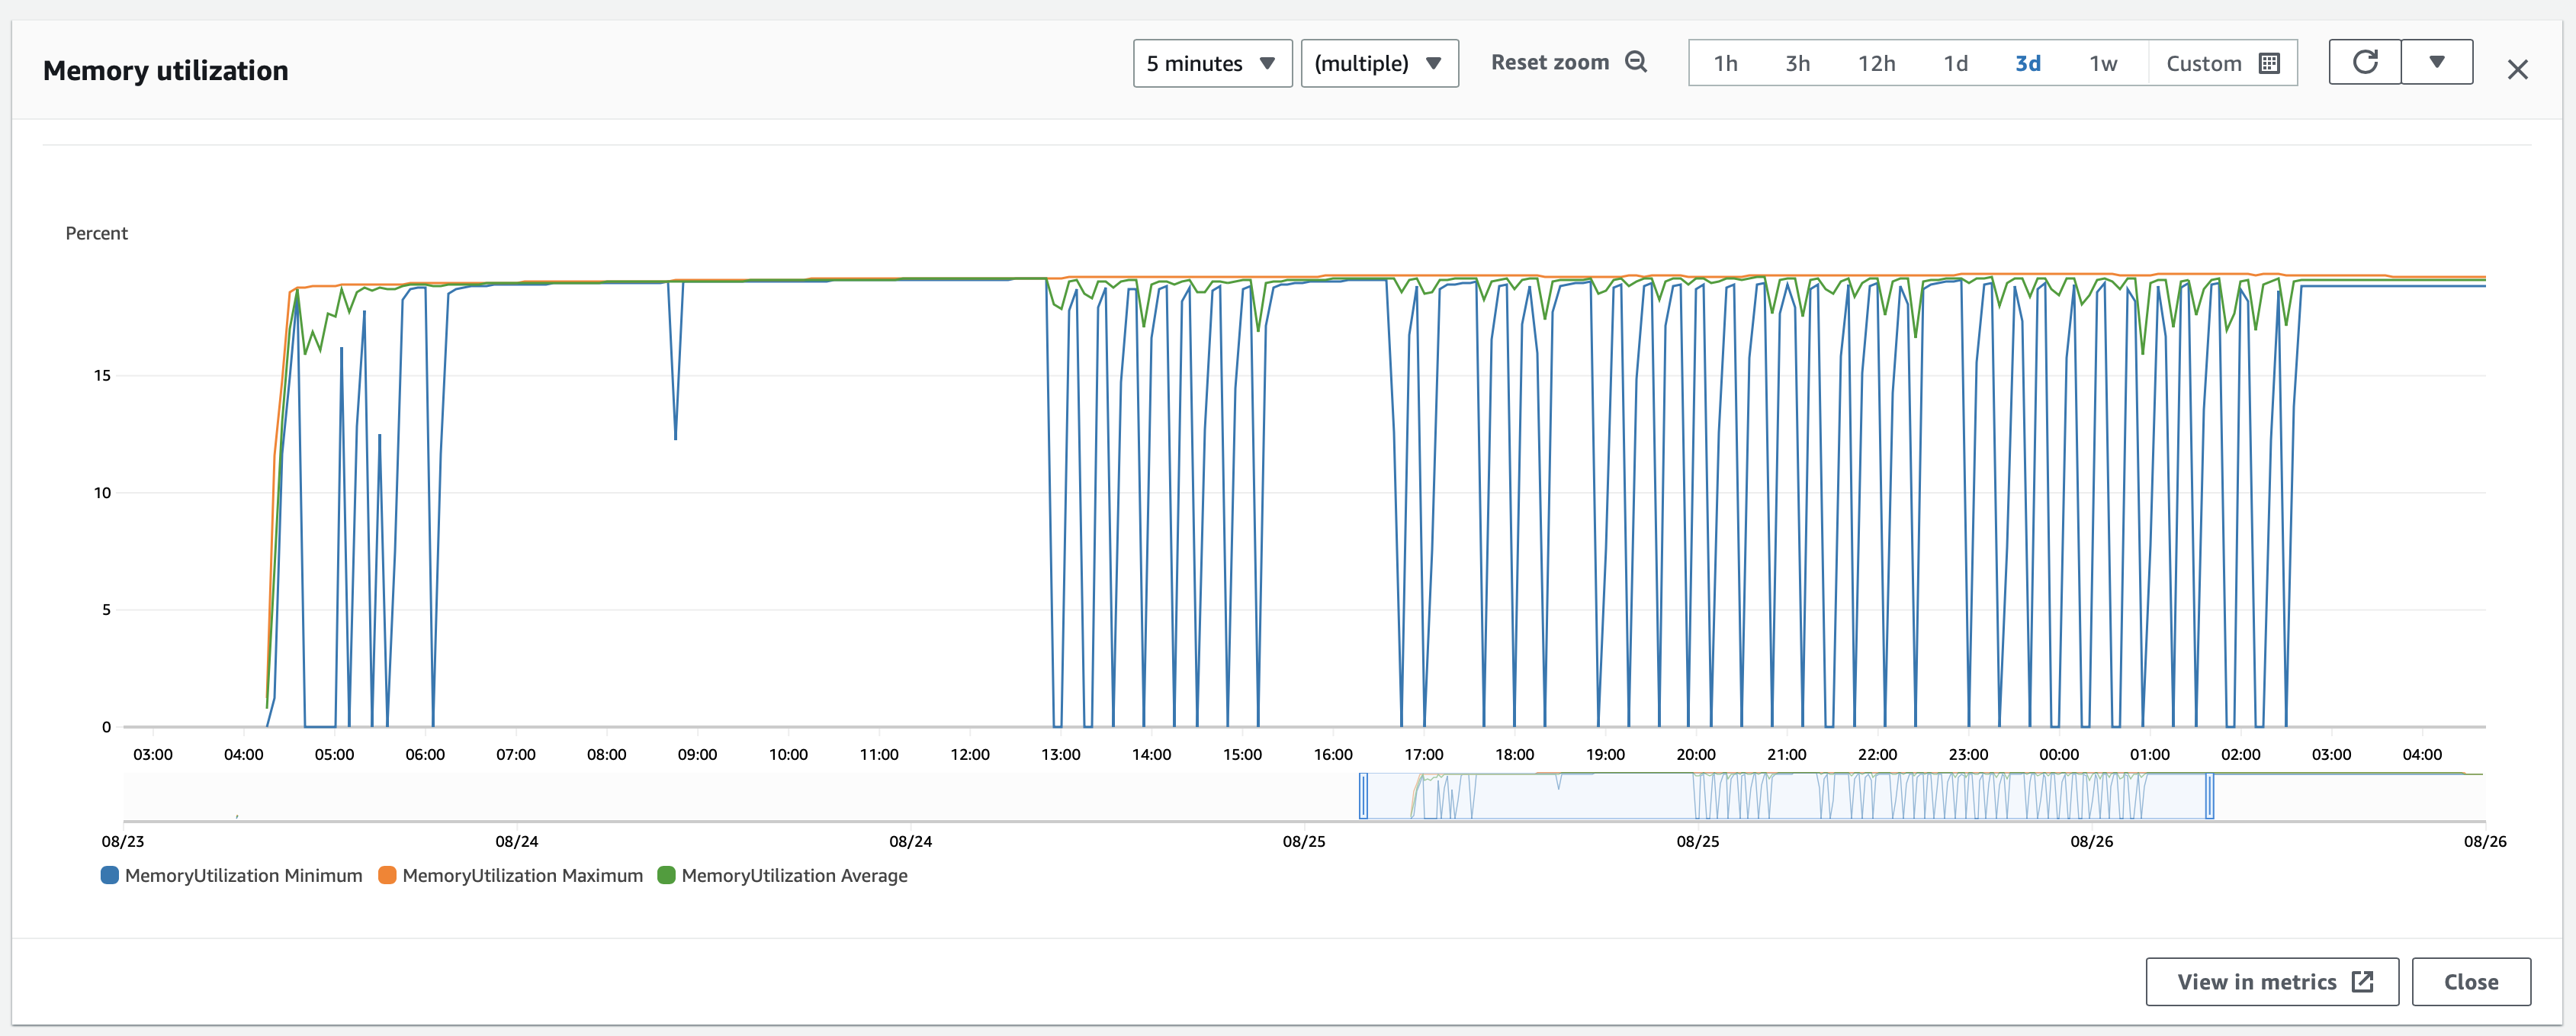 Memory utilization
5 minutes (multiple) Reset zoom 1h 3h 12h 1d 3d 1w Custom
Percent
15
10
5
0
03:00 04:00 05:00 06:00 07:00 08:00 09:00 10:00 11:00 12:00 13:00 14:00 15:00 16:00 17:00 18:00 19:00 20:00 21:00 22:00 23:00 00:00 01:00 02:00 03:00 04:00
08/23 08/24 08/24 08/25 08/25 08/26 08/26
MemoryUtilization Minimum MemoryUtilization Maximum MemoryUtilization Average
View in metrics Close